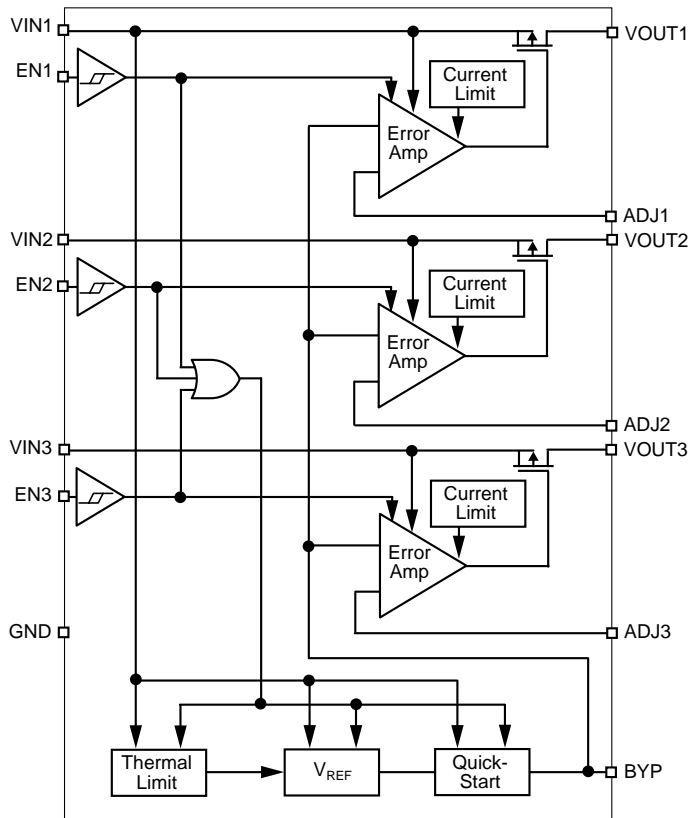 VIN1
VOUT1
EN1
Current
Limit
Error
Amp
ADJ1
VIN2
VOUT2
EN2
Current
Limit
Error
Amp
ADJ2
VIN3
VOUT3
EN3
Current
Limit
Error
Amp
GND
ADJ3
Thermal
Limit
VREF
Quick-
Start
BYP